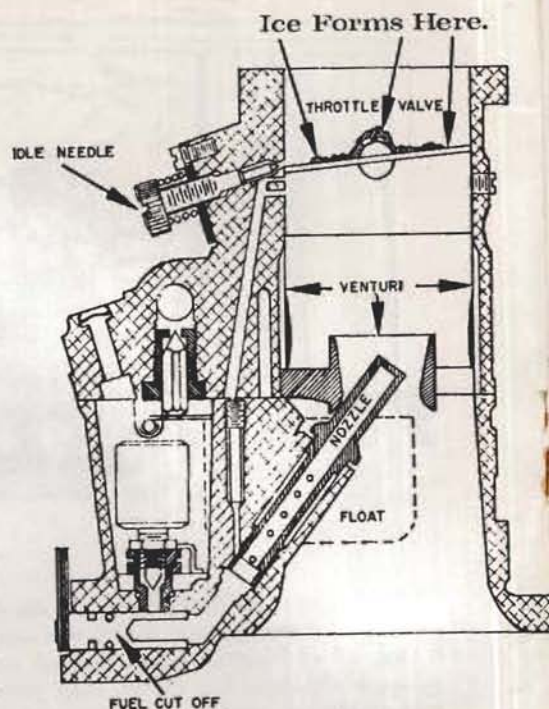 Ice Forms Here.
THROTTLE VALVE
IDLE NEEDLE
VENTURI
NOZZLE
FLOAT
FUEL CUT OFF